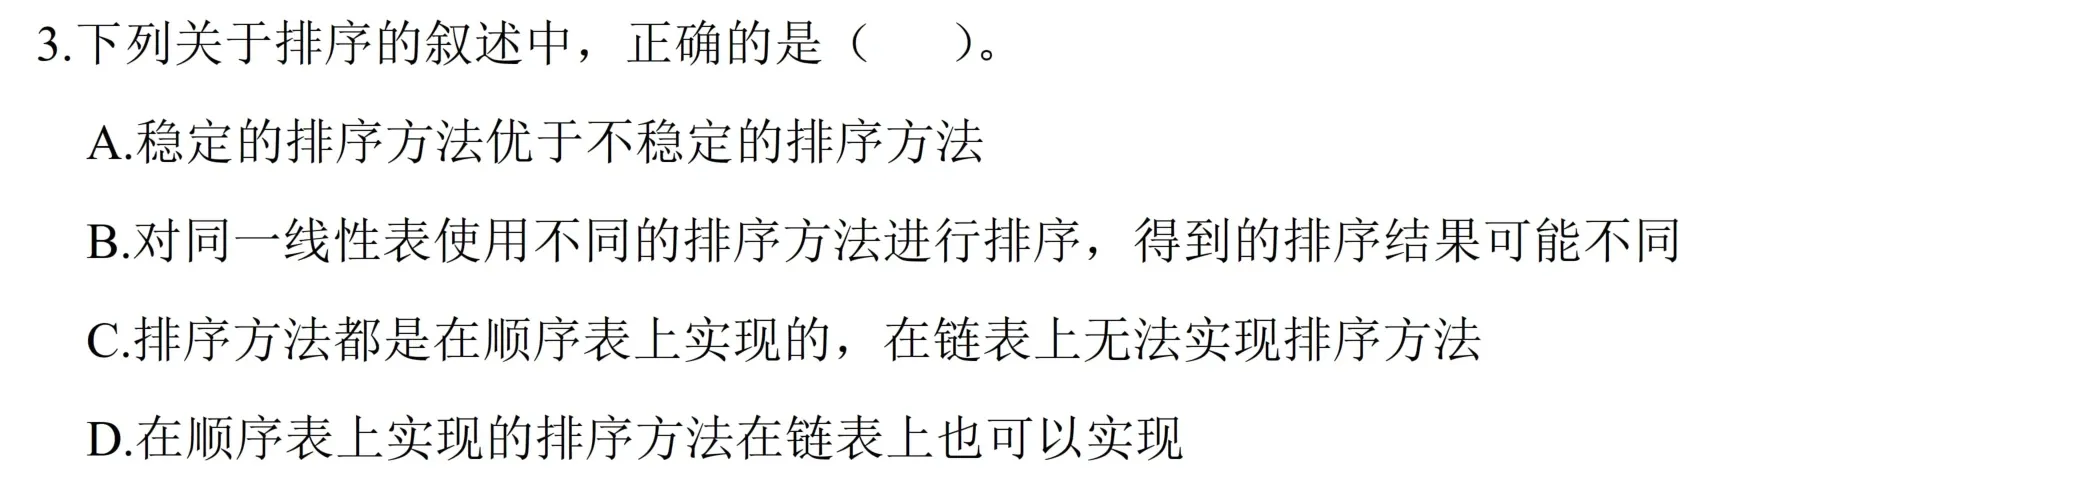 3.下列关于排序的叙述中，正确的是（　　）。
A.稳定的排序方法优于不稳定的排序方法
B.对同一线性表使用不同的排序方法进行排序，得到的排序结果可能不同
C.排序方法都是在顺序表上实现的，在链表上无法实现排序方法
D.在顺序表上实现的排序方法在链表上也可以实现